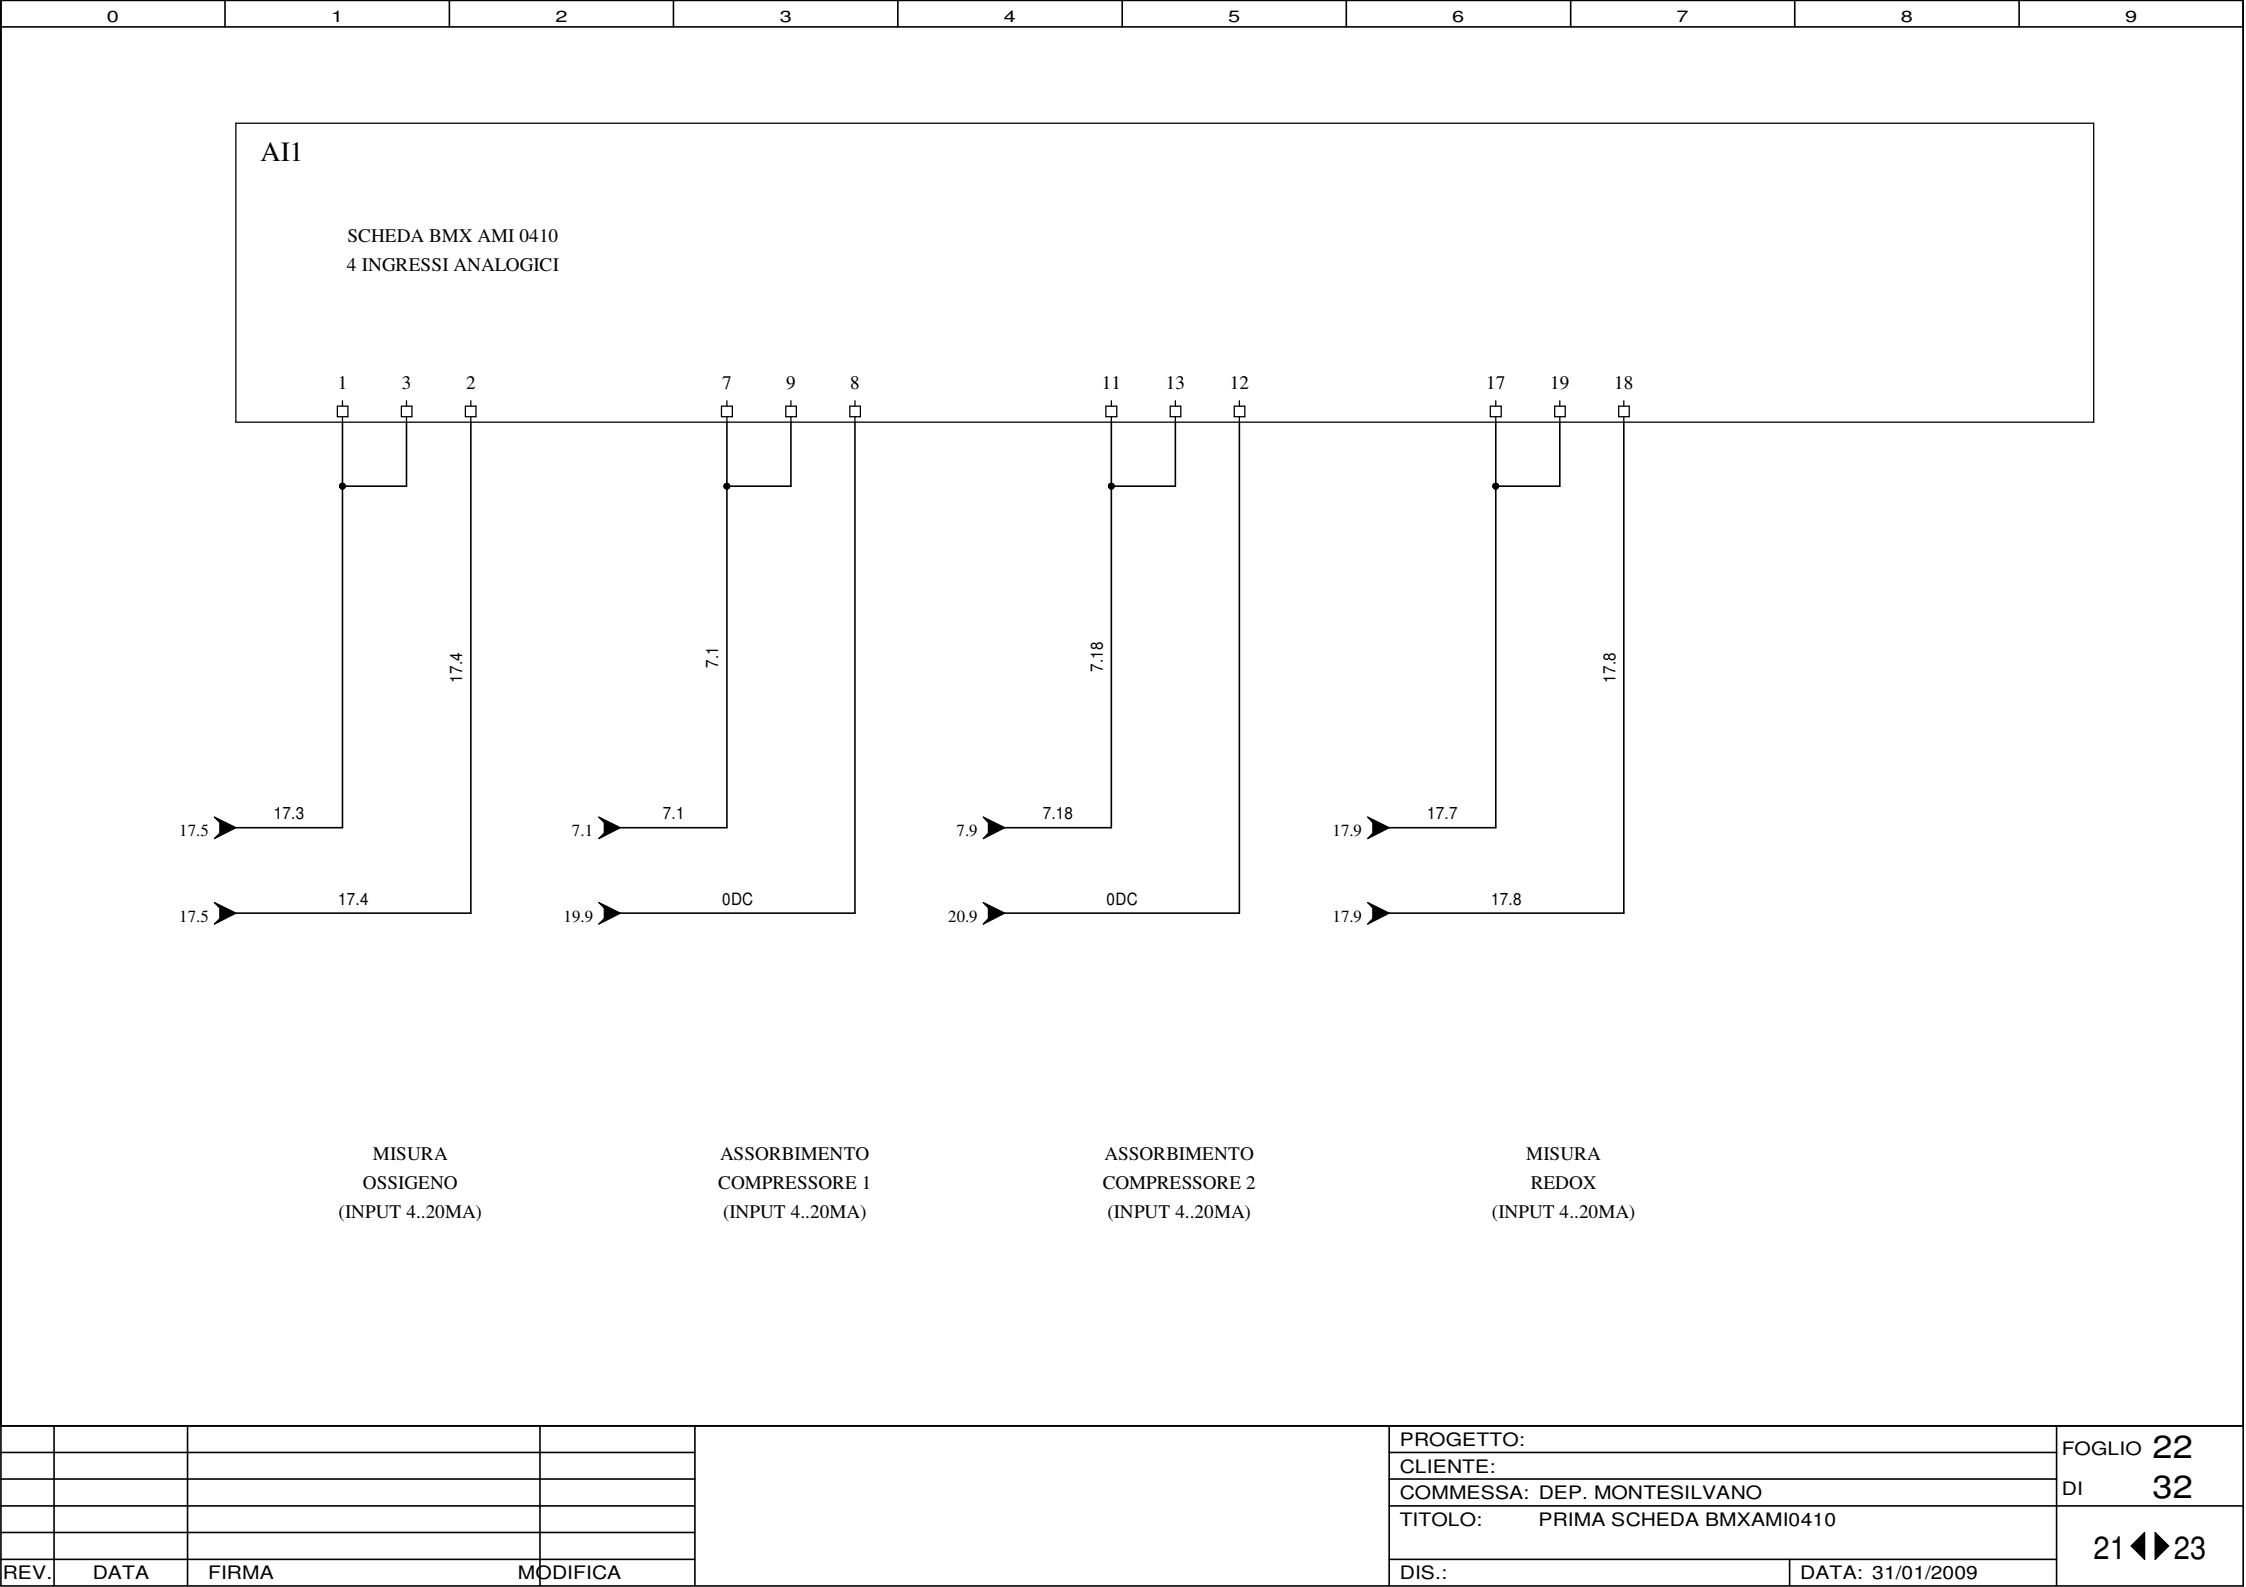 0 1 2 3 4 5 6 7 8 9
AI1
SCHEDA BMX AMI 0410
4 INGRESSI ANALOGICI
1 3 2 7 9 8 11 13 12 17 19 18
17.4 7.1 7.18 17.8
17.3 7.1 7.18 17.7
17.5 7.1 7.9 17.9
17.4 0DC 0DC 17.8
17.5 19.9 20.9 17.9
MISURA
OSSIGENO
(INPUT 4..20MA)
ASSORBIMENTO
COMPRESSORE 1
(INPUT 4..20MA)
ASSORBIMENTO
COMPRESSORE 2
(INPUT 4..20MA)
MISURA
REDOX
(INPUT 4..20MA)
REV. DATA FIRMA MODIFICA
PROGETTO:
CLIENTE:
COMMESSA: DEP. MONTESILVANO
TITOLO: PRIMA SCHEDA BMXAMI0410
DIS.: DATA: 31/01/2009
FOGLIO 22
DI 32
21 23